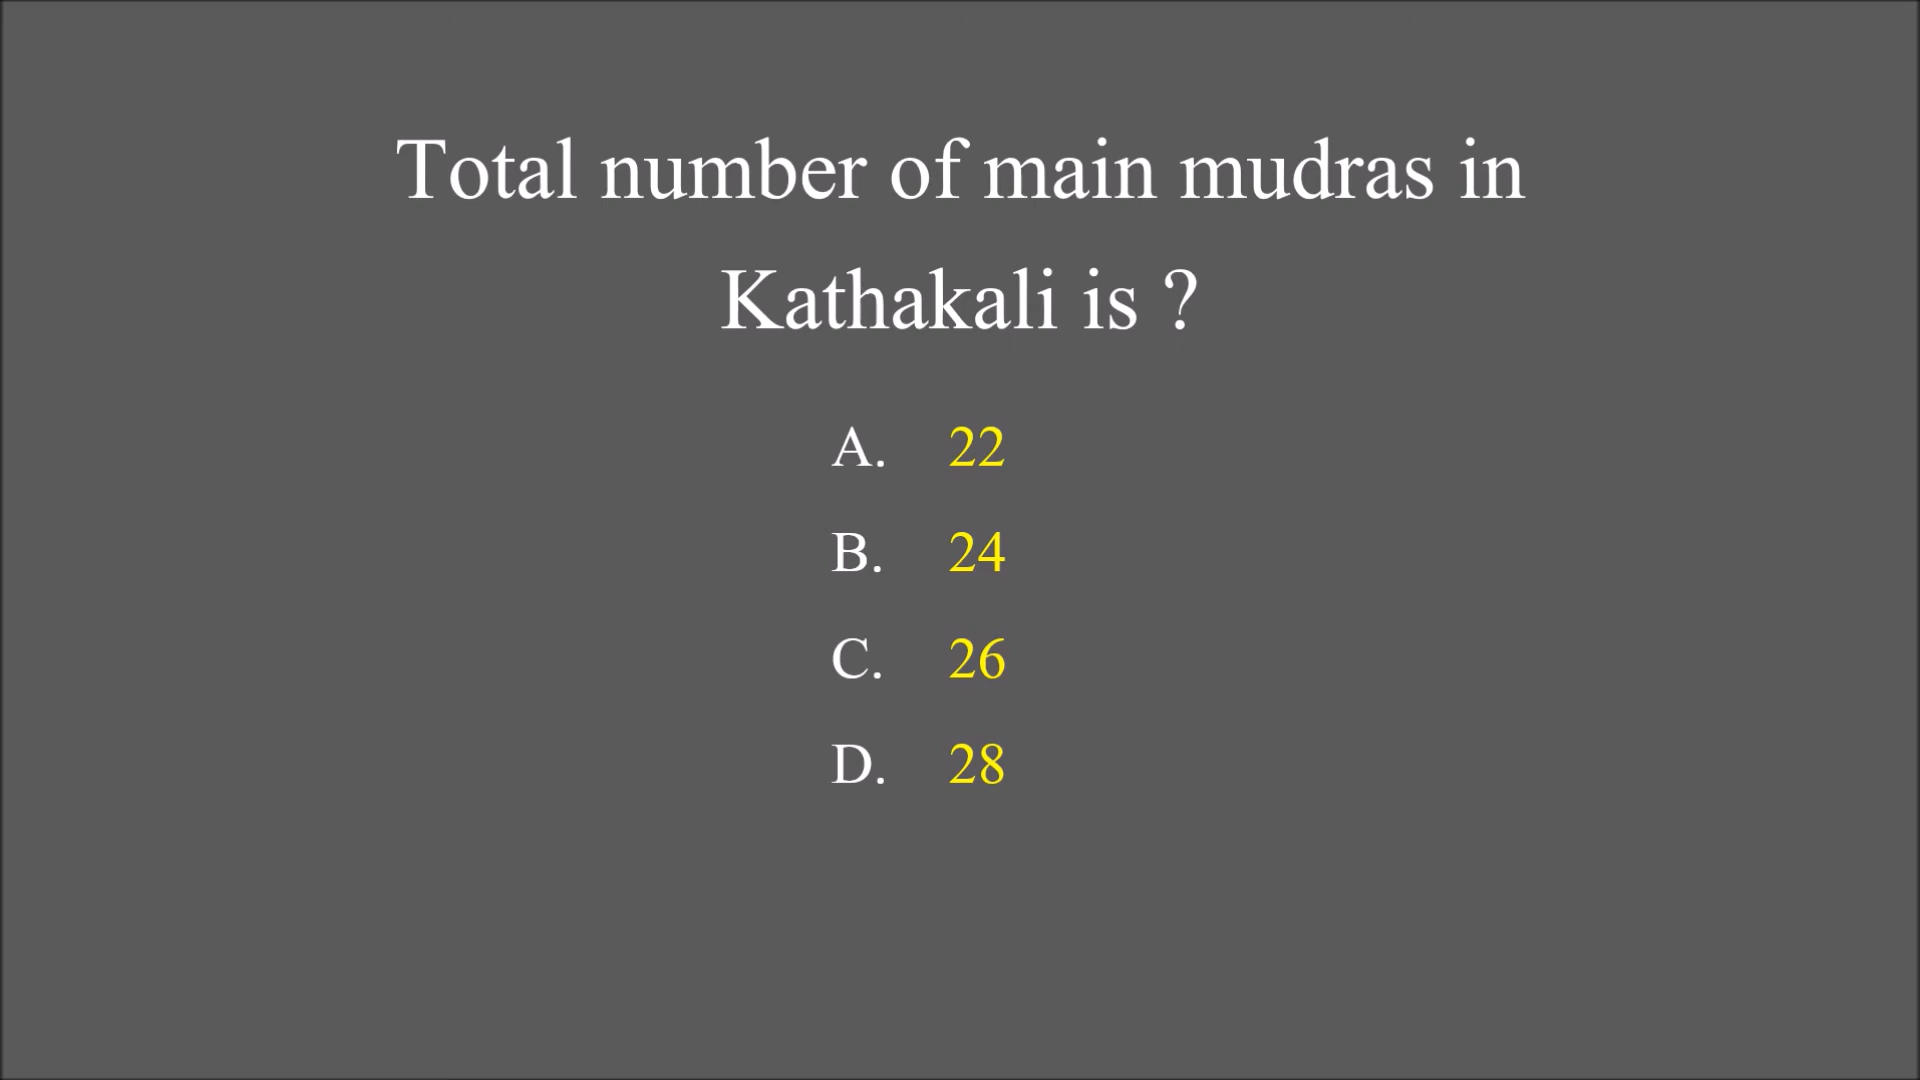 Total number of main mudras in
Kathakali is ?
A. 22
B. 24
C. 26
D. 28